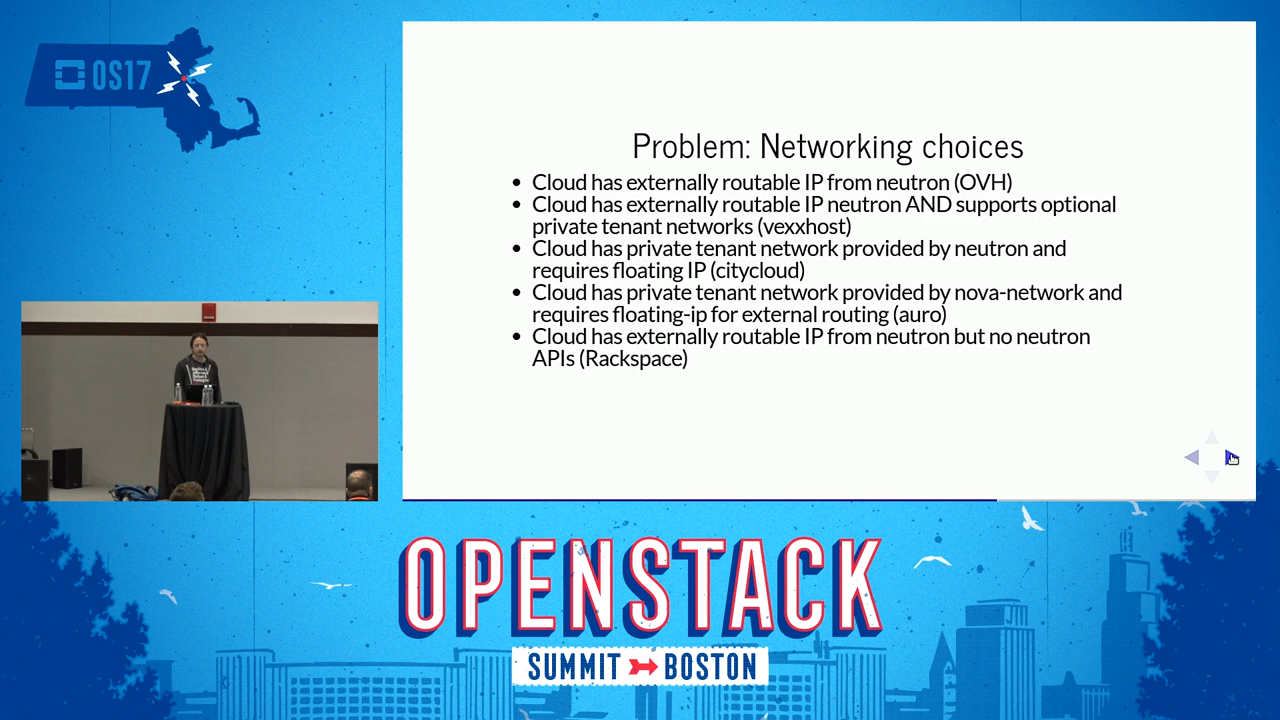 OS17
Problem: Networking choices
• Cloud has externally routable IP from neutron (OVH)
• Cloud has externally routable IP neutron AND supports optional
private tenant networks (vexxhost)
• Cloud has private tenant network provided by neutron and
requires floating IP (citycloud)
• Cloud has private tenant network provided by nova-network and
requires floating-ip for external routing (auro)
• Cloud has externally routable IP from neutron but no neutron
APIs (Rackspace)
OPENSTACK
SUMMIT BOSTON